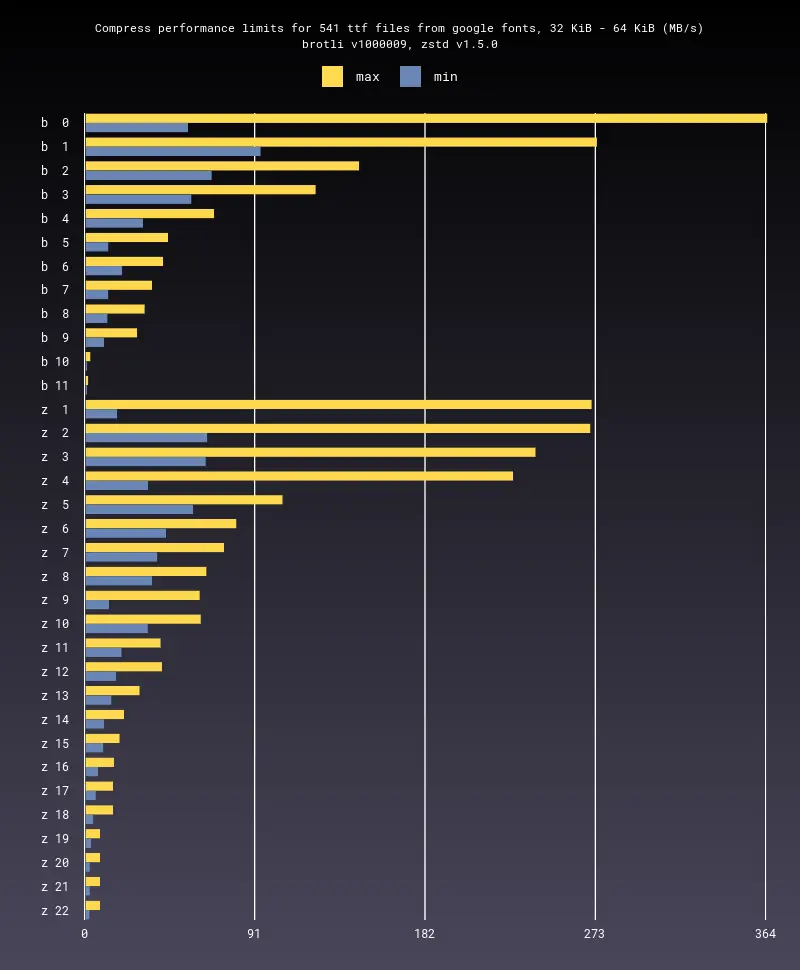 Compress performance limits for 541 ttf files from google fonts, 32 KiB - 64 KiB (MB/s)
brotli v1000009, zstd v1.5.0
max min
b 0
b 1
b 2
b 3
b 4
b 5
b 6
b 7
b 8
b 9
b 10
b 11
z 1
z 2
z 3
z 4
z 5
z 6
z 7
z 8
z 9
z 10
z 11
z 12
z 13
z 14
z 15
z 16
z 17
z 18
z 19
z 20
z 21
z 22
0 91 182 273 364